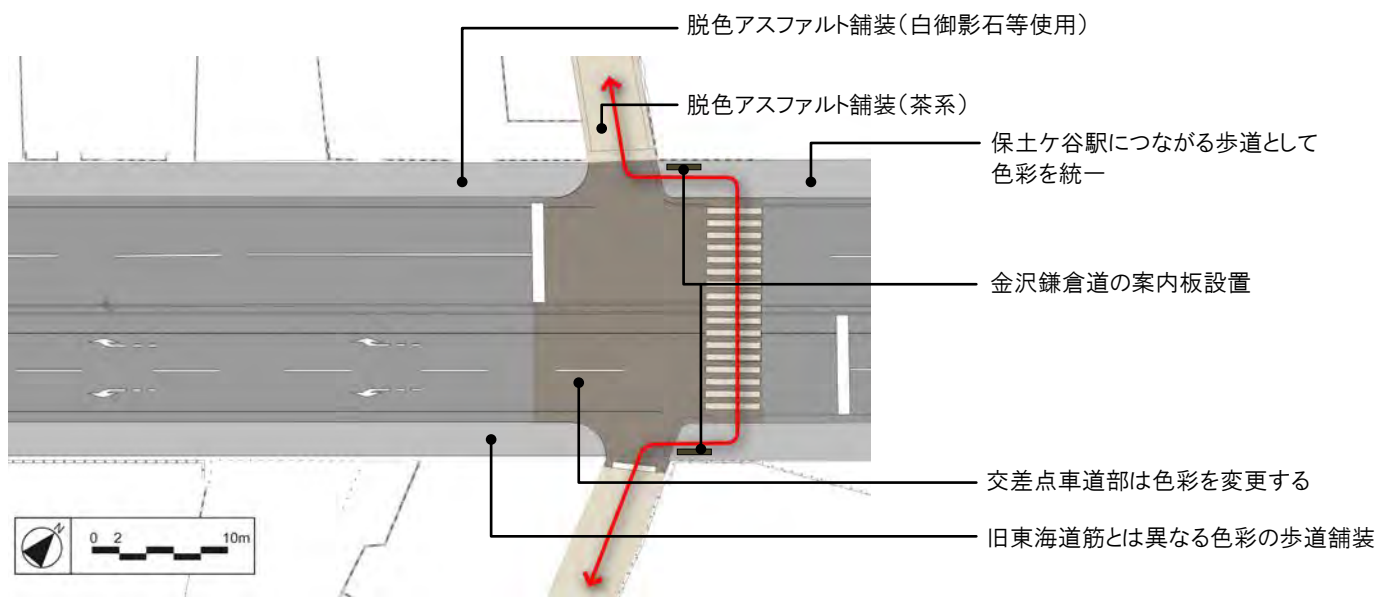 脱色アスファルト舗装（白御影石等使用）
脱色アスファルト舗装（茶系）
保土ケ谷駅につながる歩道として
色彩を統一
金沢鎌倉道の案内板設置
交差点車道部は色彩を変更する
旧東海道筋とは異なる色彩の歩道舗装
N
0 2 10m